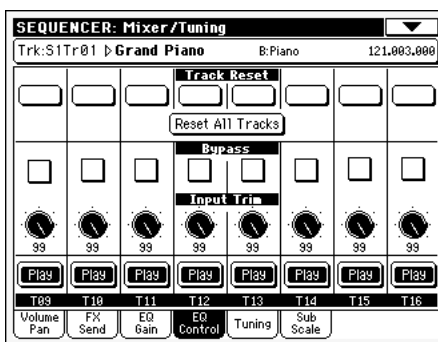 SEQUENCER: Mixer/Tuning
Trk:S1Tr01 ▷Grand Piano B:Piano 121.003.000
Track Reset
Reset All Tracks
Bypass
Input Trim
99 99 99 99 99 99 99 99
Play Play Play Play Play Play Play Play
T09 T10 T11 T12 T13 T14 T15 T16
Volume Pan
FX Send
EQ Gain
EQ Control
Tuning
Sub Scale